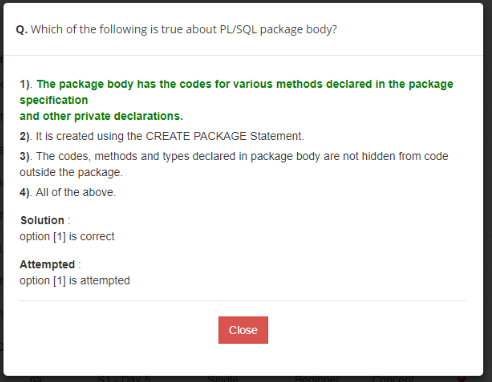 Q. Which of the following is true about PL/SQL package body?
1). The package body has the codes for various methods declared in the package
specification
and other private declarations.
2). It is created using the CREATE PACKAGE Statement.
3). The codes, methods and types declared in package body are not hidden from code
outside the package.
4). All of the above.
Solution :
option [1] is correct
Attempted :
option [1] is attempted
Close